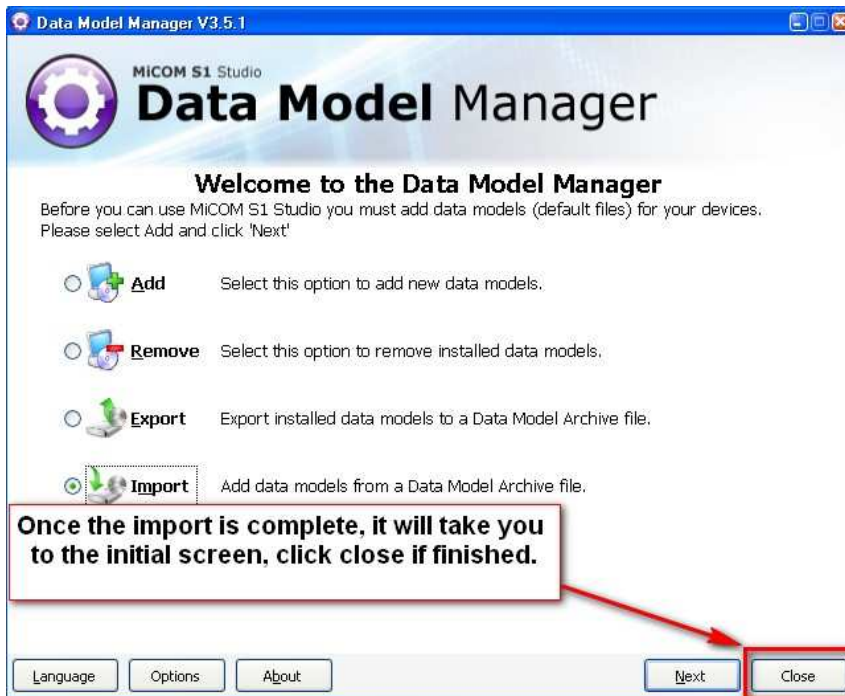 Data Model Manager V3.5.1
MiCOM S1 Studio
Data Model Manager
Welcome to the Data Model Manager
Before you can use MiCOM S1 Studio you must add data models (default files) for your devices.
Please select Add and click 'Next'
Add Select this option to add new data models.
Remove Select this option to remove installed data models.
Export Export installed data models to a Data Model Archive file.
Import Add data models from a Data Model Archive file.
Once the import is complete, it will take you
to the initial screen, click close if finished.
Language Options About Next Close